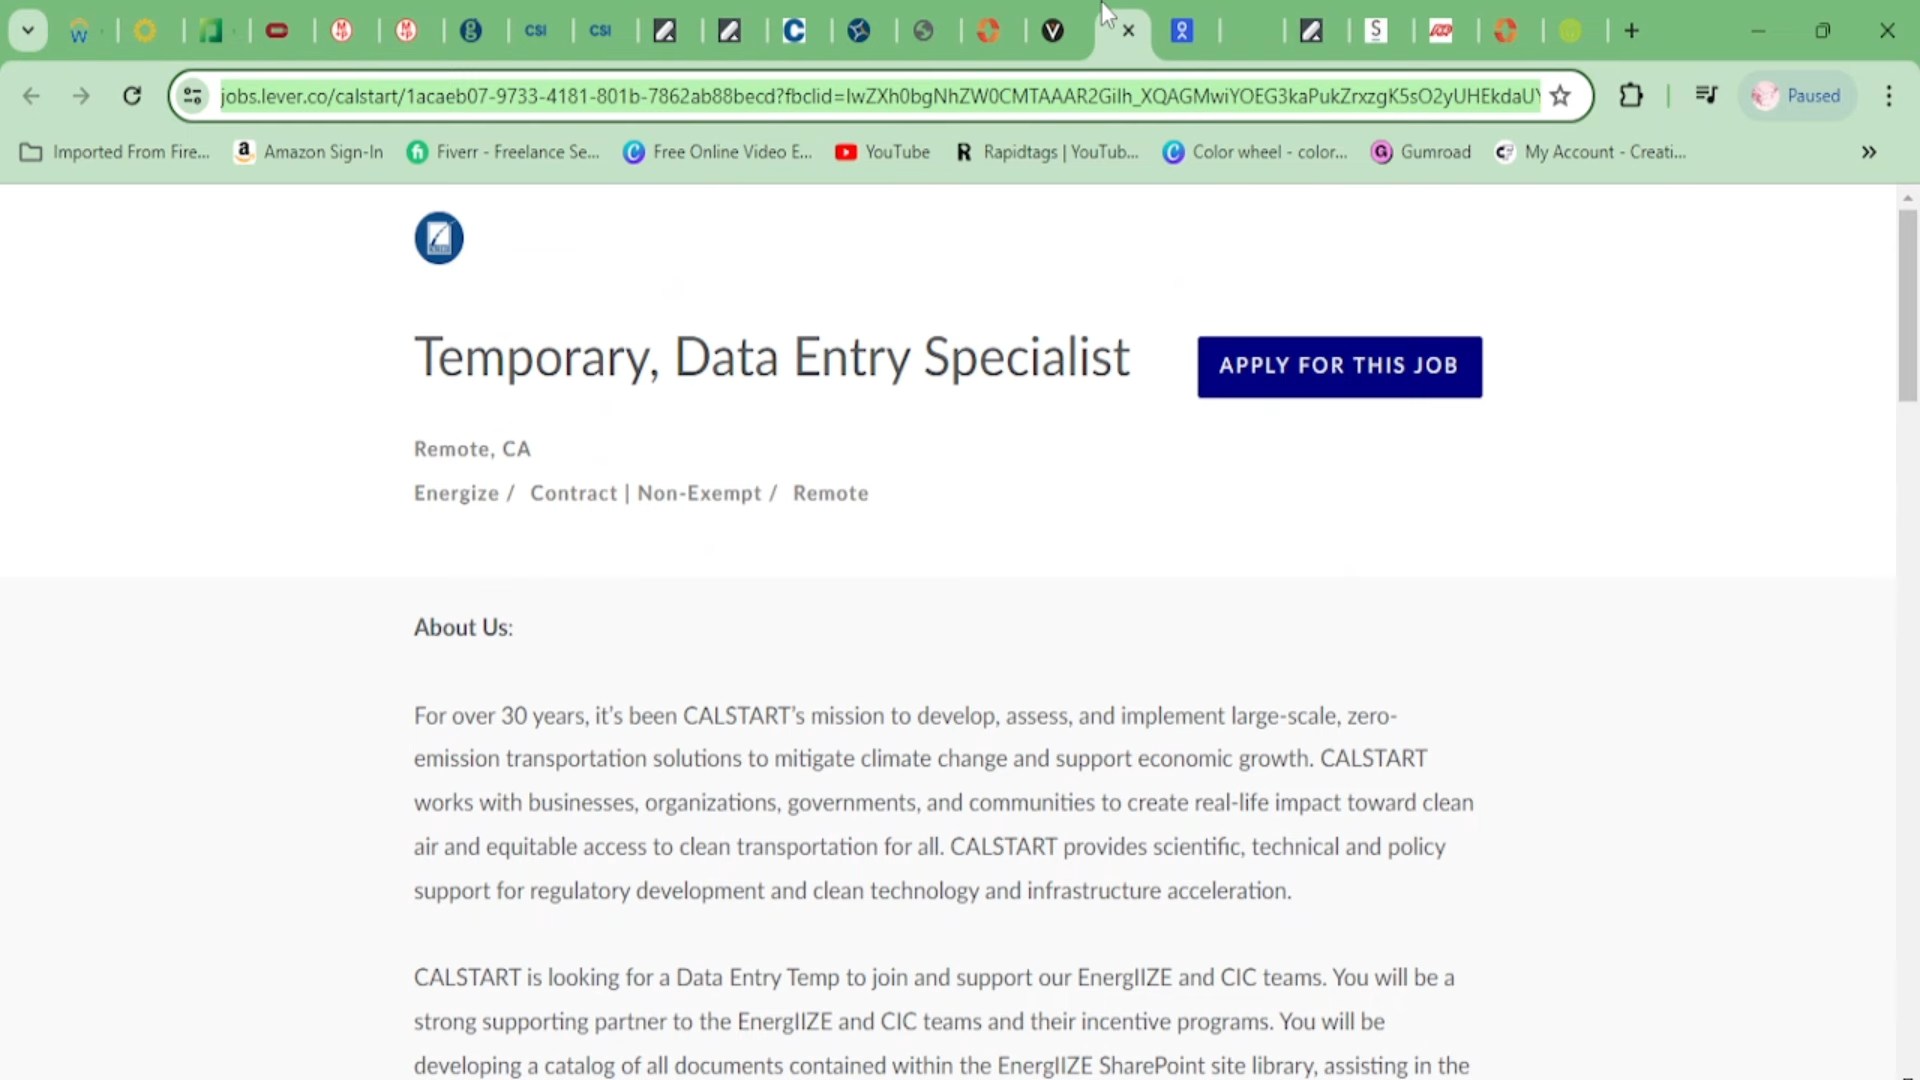 CSI
CSI
jobs.lever.co/calstart/1acaeb07-9733-4181-801b-7862ab88becd?fbclid=IwZXh0bgNhZW0CMTAAAR2Gilh_XQAGMwiYOEG3kaPukZrxzgK5sO2yUHEkdaUY
Paused
Imported From Fire...
Amazon Sign-In
Fiverr - Freelance Se...
Free Online Video E...
YouTube
Rapidtags | YouTub...
Color wheel - color...
Gumroad
My Account - Creati...
Temporary, Data Entry Specialist
APPLY FOR THIS JOB
Remote, CA
Energize / Contract | Non-Exempt / Remote
About Us:
For over 30 years, it's been CALSTART's mission to develop, assess, and implement large-scale, zero-
emission transportation solutions to mitigate climate change and support economic growth. CALSTART
works with businesses, organizations, governments, and communities to create real-life impact toward clean
air and equitable access to clean transportation for all. CALSTART provides scientific, technical and policy
support for regulatory development and clean technology and infrastructure acceleration.
CALSTART is looking for a Data Entry Temp to join and support our EnergIIZE and CIC teams. You will be a
strong supporting partner to the EnergIIZE and CIC teams and their incentive programs. You will be
developing a catalog of all documents contained within the EnergIIZE SharePoint site library, assisting in the